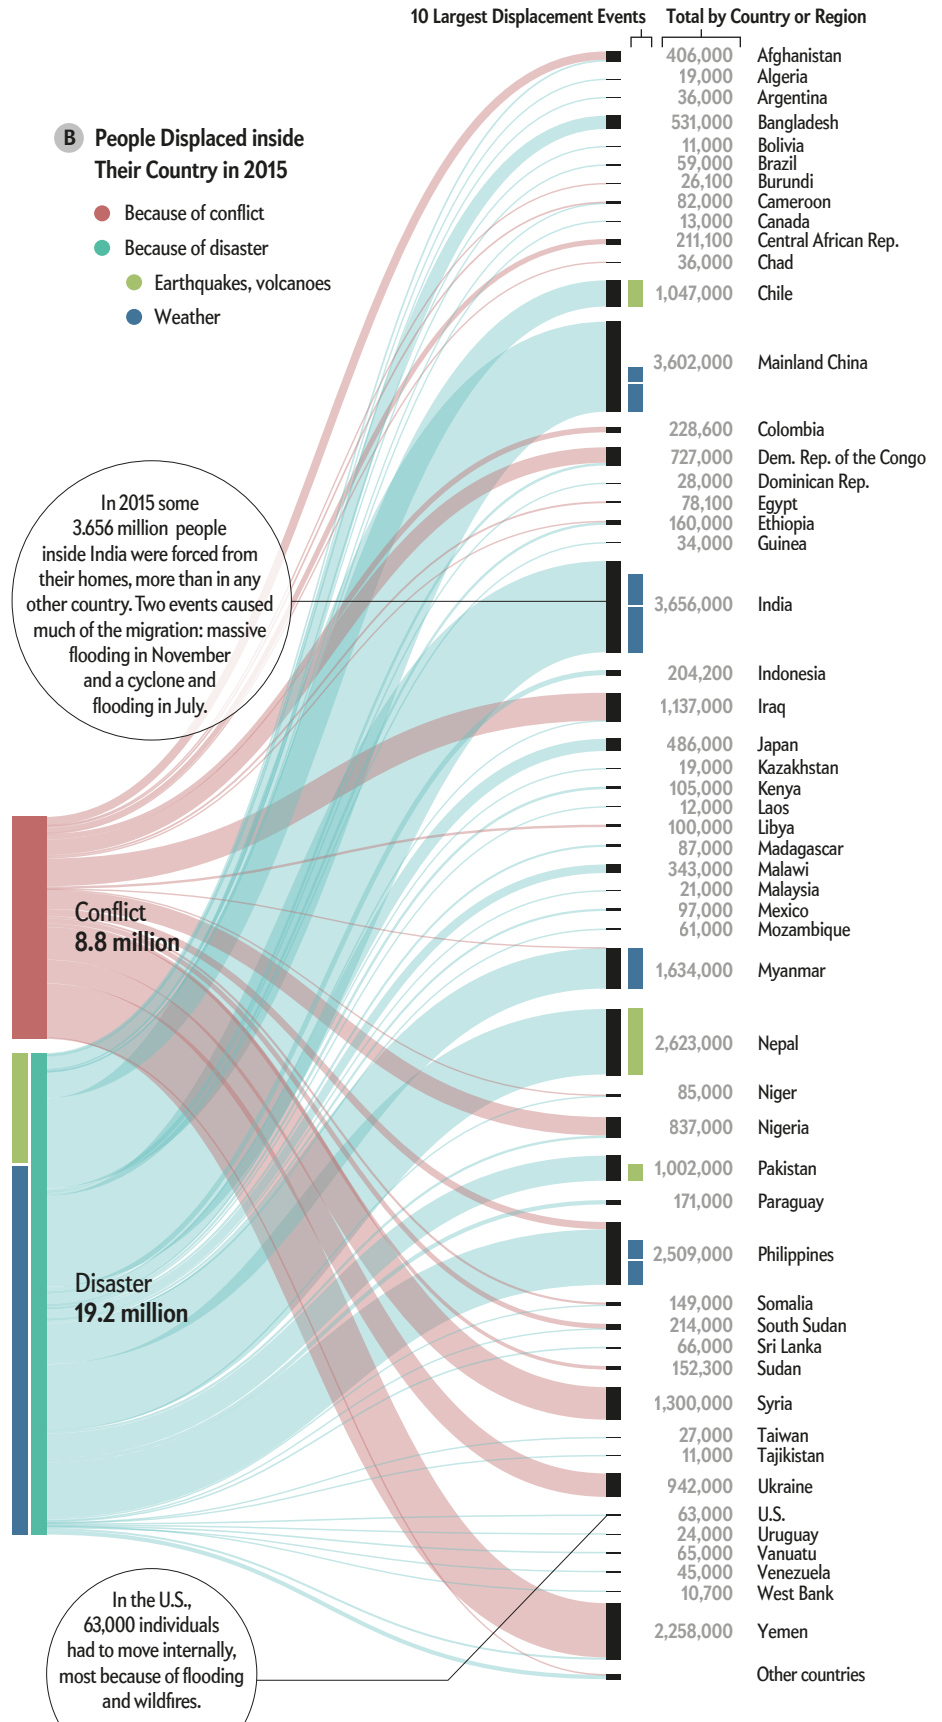 10 Largest Displacement Events
Total by Country or Region
B People Displaced inside
Their Country in 2015
Because of conflict
Because of disaster
Earthquakes, volcanoes
Weather
406,000 Afghanistan
19,000 Algeria
36,000 Argentina
531,000 Bangladesh
11,000 Bolivia
59,000 Brazil
26,100 Burundi
82,000 Cameroon
13,000 Canada
211,100 Central African Rep.
36,000 Chad
1,047,000 Chile
3,602,000 Mainland China
228,600 Colombia
727,000 Dem. Rep. of the Congo
28,000 Dominican Rep.
78,100 Egypt
160,000 Ethiopia
34,000 Guinea
3,656,000 India
204,200 Indonesia
1,137,000 Iraq
486,000 Japan
19,000 Kazakhstan
105,000 Kenya
12,000 Laos
100,000 Libya
87,000 Madagascar
343,000 Malawi
21,000 Malaysia
97,000 Mexico
61,000 Mozambique
1,634,000 Myanmar
2,623,000 Nepal
85,000 Niger
837,000 Nigeria
1,002,000 Pakistan
171,000 Paraguay
2,509,000 Philippines
149,000 Somalia
214,000 South Sudan
66,000 Sri Lanka
152,300 Sudan
1,300,000 Syria
27,000 Taiwan
11,000 Tajikistan
942,000 Ukraine
63,000 U.S.
24,000 Uruguay
65,000 Vanuatu
45,000 Venezuela
10,700 West Bank
2,258,000 Yemen
Other countries
In 2015 some
3.656 million people
inside India were forced from
their homes, more than in any
other country. Two events caused
much of the migration: massive
flooding in November
and a cyclone and
flooding in July.
Conflict
8.8 million
Disaster
19.2 million
In the U.S.,
63,000 individuals
had to move internally,
most because of flooding
and wildfires.